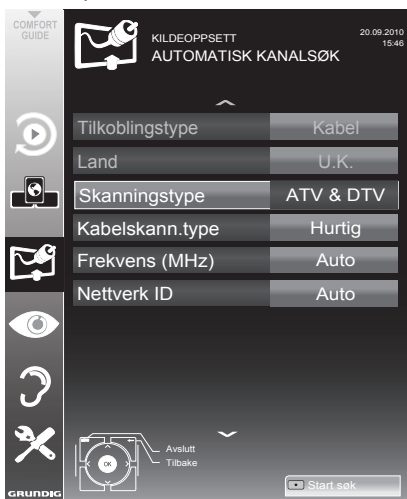 COMFORT
GUIDE
KILDEOPPSETT
AUTOMATISK KANALSØK
20.09.2010
15:46
Tilkoblingstype Kabel
Land U.K.
Skanningstype ATV & DTV
Kabelskann.type Hurtig
Frekvens (MHz) Auto
Nettverk ID Auto
OK
Avslutt
Tilbake
Start søk
GRUNDIG